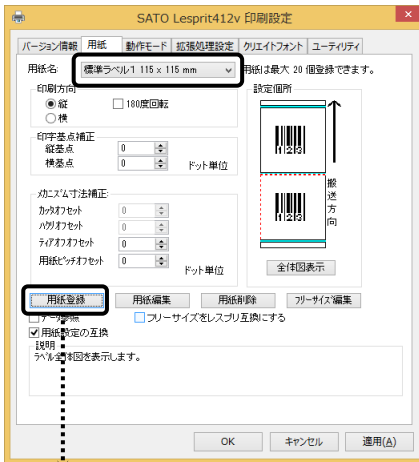 SATO Lesprit412v 印刷設定
バージョン情報 用紙 動作モード 拡張処理設定 クリエイトフォント ユーティリティ
用紙名: 標準ラベル1 115 x 115 mm 用紙は最大 20 個登録できます。
印刷方向
縦 180度回転
横
設定個所
印字基点補正
縦基点 0
横基点 0 ドット単位
メカニズム寸法補正:
カッタオフセット 0
ハクリオフセット 0
ティアオフオフセット 0
用紙ピッチオフセット 0
ドット単位
123
123
搬送方向
全体図表示
用紙登録 用紙編集 用紙削除 フリーサイズ編集
データ参照 フリーサイズをレスプリ互換にする
用紙設定の互換
説明
ラベル全体図を表示します。
OK キャンセル 適用(A)